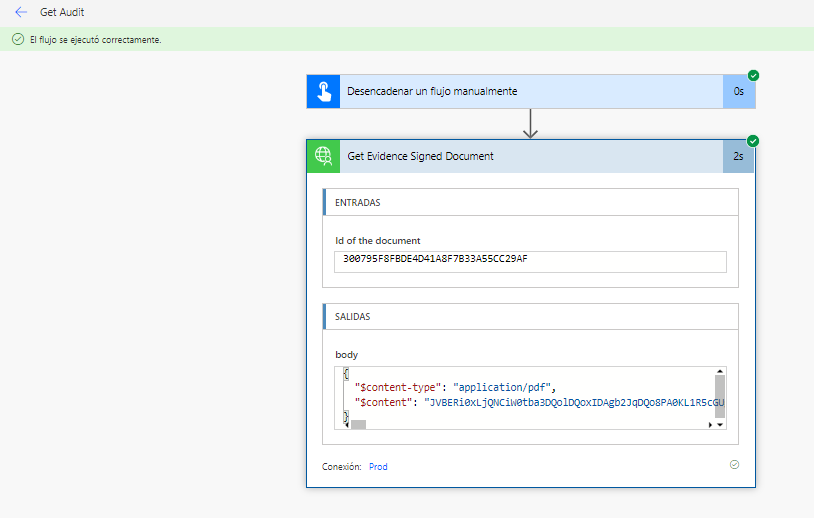 Get Audit
El flujo se ejecutó correctamente.
Desencadenar un flujo manualmente
0s
Get Evidence Signed Document
2s
ENTRADAS
Id of the document
300795F8FBDE4D41A8F7B33A55CC29AF
SALIDAS
body
{
"$content-type": "application/pdf",
"$content": "JVBERi0xLjQNCiW0tba3DQolDQoxIDAgb2JqDQo8PA0KL1R5cGU
}
Conexión: Prod